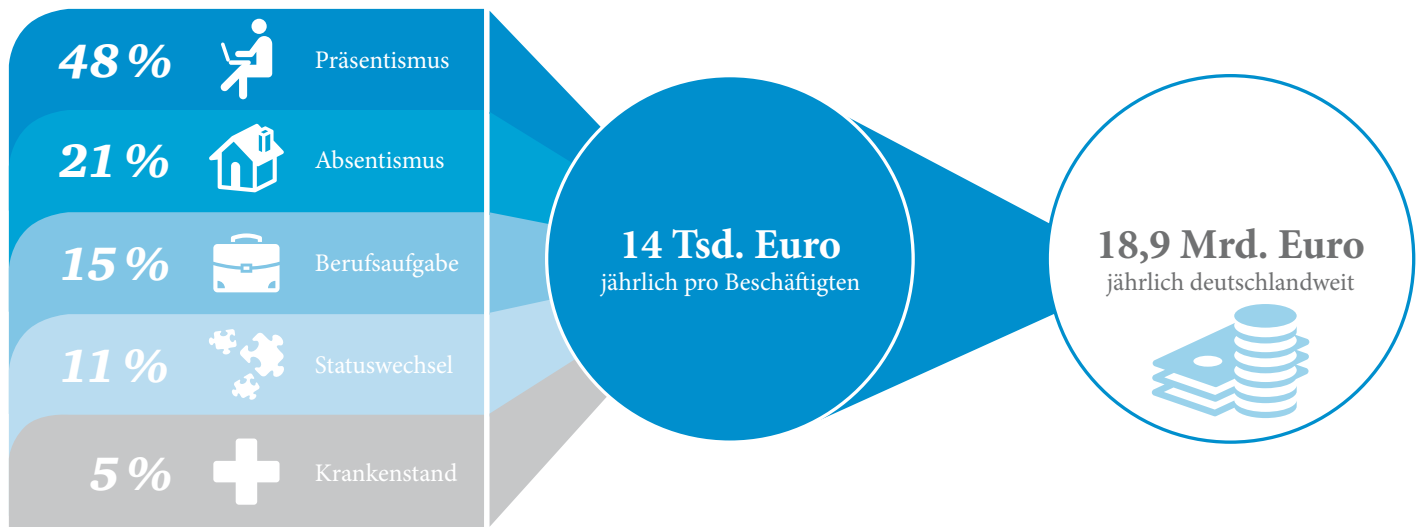 48 % Präsentismus
21 % Absentismus
15 % Berufsaufgabe
11 % Statuswechsel
5 % Krankenstand
14 Tsd. Euro
jährlich pro Beschäftigten
18,9 Mrd. Euro
jährlich deutschlandweit